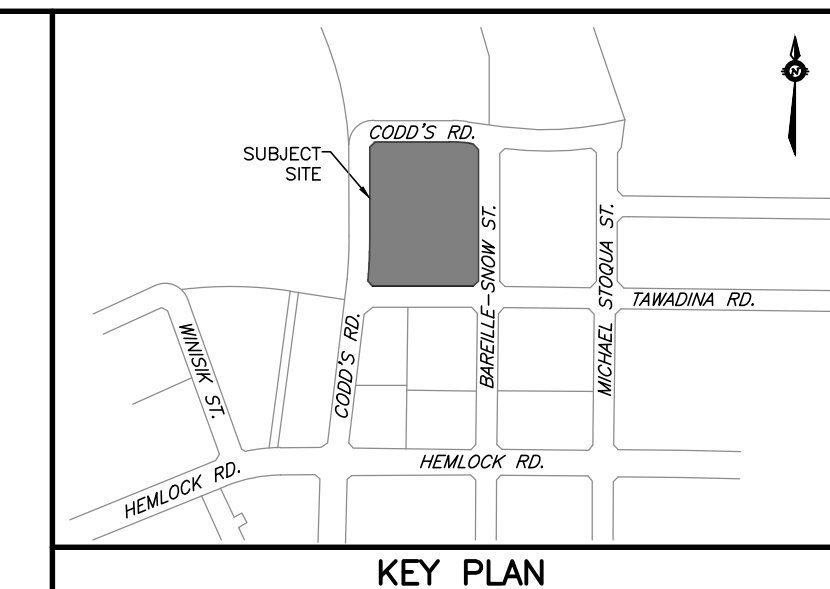 N
CODD'S RD.
SUBJECT
SITE
BAREILLE-SNOW ST.
MICHAEL STOQUA ST.
TAWADINA RD.
WINISIK ST.
CODD'S RD.
HEMLOCK RD.
HEMLOCK RD.
KEY PLAN